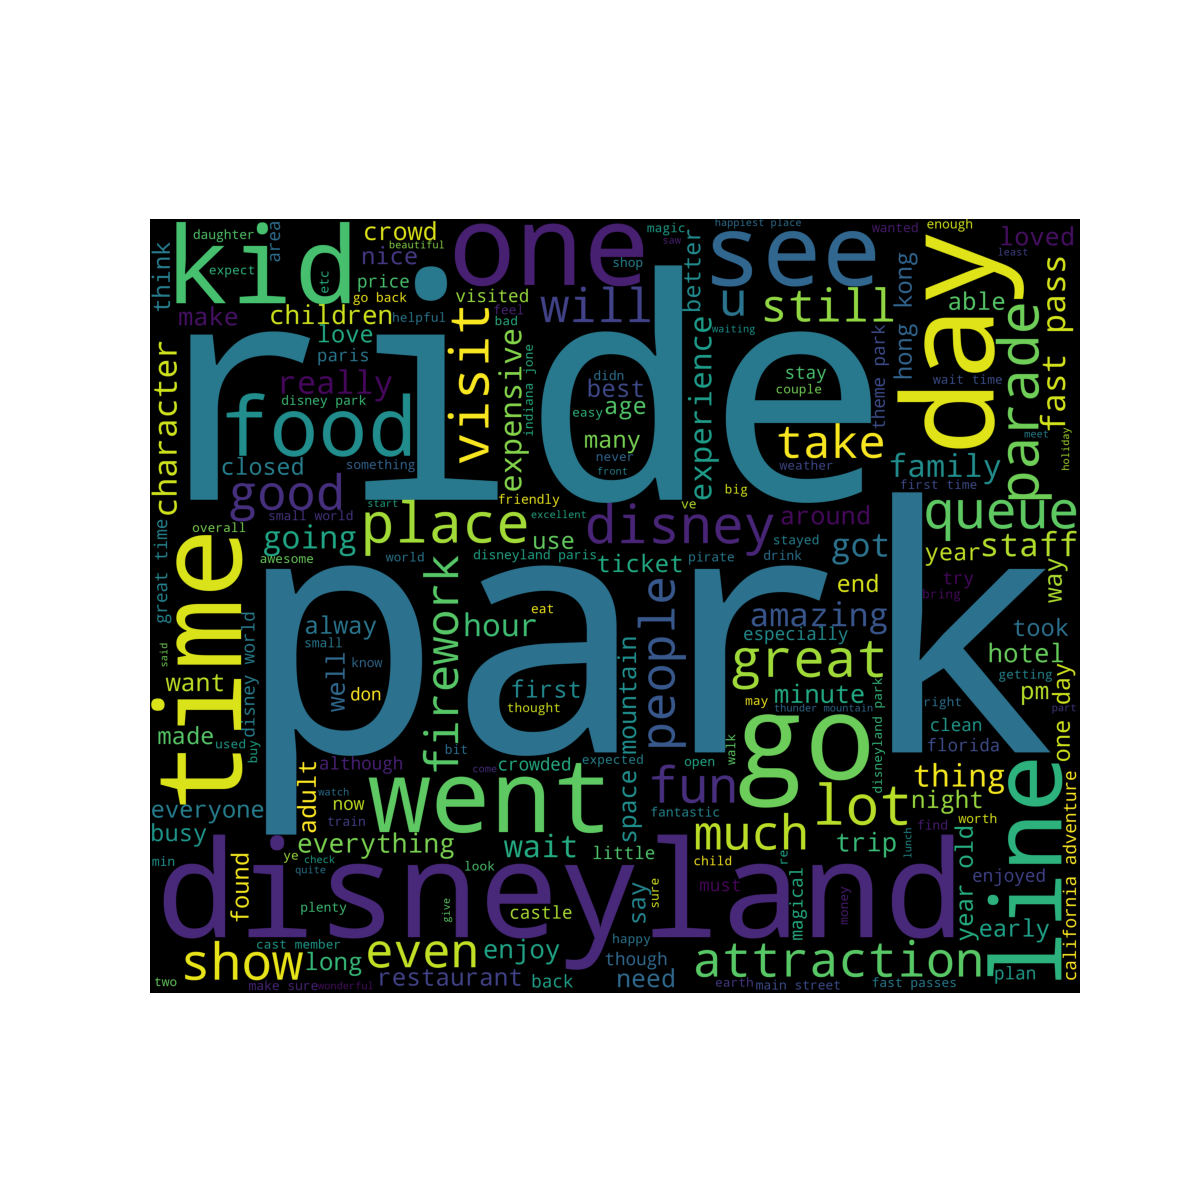 daughter
expect
think
area
kid
etc
crowd
beautiful
nice
price
go back
children
make
helpful
love
paris
one
magic
saw
shop
happiest place
see
wanted
enough
loved
least
visited
feel
bad
will
better
u
still
waiting
day
kong
hong
able
parade
fast pass
ride
character
really
disney park
food
closed
something
visit
expensive
indiana jone
didn
best
easy
age
many
never
front
experience
stay
couple
take
weather
theme park
wait time
meet
holiday
family
first time
good
small world
start
friendly
ve
big
place
excellent
disney
around
queue
great time
overall
going
awesome
world
use
disneyland paris
ticket
pirate
stayed
drink
got
year
staff
way
try
bring
time
park
firework
eat
end
said
disney world
alway
small
well
know
don
hour
people
amazing
especially
took
want
first
thought
great
minute
hotel
getting
pm
one day
mountain
space
may
thunder mountain
go
disneyland park
right
part
made
used
buy
bit
clean
florida
although
come
crowded
expected
open
walk
adult
now
watch
train
went
fun
thing
everyone
busy
fantastic
lot
night
worth
california adventure
line
everything
wait
little
much
trip
lunch
find
old
year
min
found
ye
check
quite
look
child
re
sure
must
magical
money
enjoyed
disneyland
plenty
give
castle
say
early
show
cast member
long
even
enjoy
happy
though
attraction
plan
two
make sure
wonderful
restaurant
back
need
earth
main street
fast passes